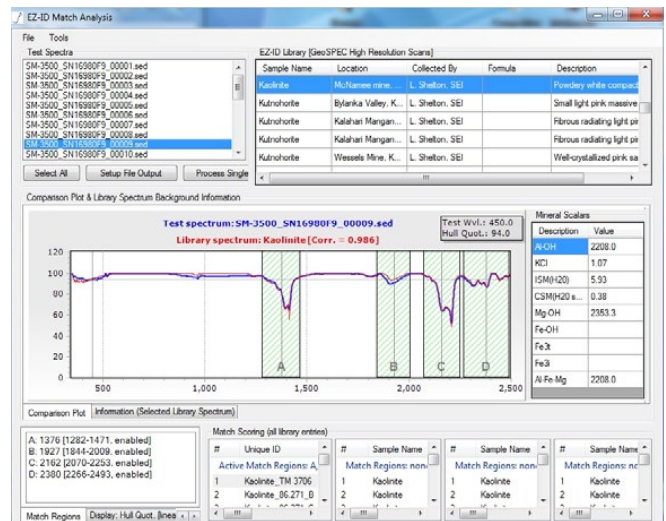 EZ-ID Match Analysis
File Tools
Test Spectra
SM-3500_SN16980F9_00001.sed
SM-3500_SN16980F9_00002.sed
SM-3500_SN16980F9_00003.sed
SM-3500_SN16980F9_00004.sed
SM-3500_SN16980F9_00005.sed
SM-3500_SN16980F9_00006.sed
SM-3500_SN16980F9_00007.sed
SM-3500_SN16980F9_00008.sed
SM-3500_SN16980F9_00009.sed
SM-3500_SN16980F9_00010.sed
Select All Setup File Output Process Single
EZ-ID Library [GeoSPEC High Resolution Scans]
Sample Name Location Collected By Formula Description
Kaolinite McNamee mine, ... L. Shelton, SEI Powdery white compact
Kutnohorite Bylanka Valley, K... L. Shelton, SEI Small light pink massive
Kutnohorite Kalahari Mangan... L. Shelton, SEI Fibrous radiating light pin
Kutnohorite Kalahari Mangan... L. Shelton, SEI Fibrous radiating light pin
Kutnohorite Wessels Mine, K... L. Shelton, SEI Well-crystallized pink sa
Comparison Plot & Library Spectrum Background Information
Test spectrum: SM-3500_SN16980F9_00009.sed
Library spectrum: Kaolinite [Corr. = 0.986]
Test Wvl.: 450.0
Hull Quot.: 94.0
120
100
80
60
40
20
0
A B C D
500 1,000 1,500 2,000 2,500
Mineral Scalars
Description Value
Al-OH 2208.0
KCI 1.07
ISM(H20) 5.93
CSM(H20 s... 0.38
Mg-OH 2353.3
Fe-OH
Fe3t
Fe3i
Al-Fe-Mg 2208.0
Comparison Plot Information (Selected Library Spectrum)
A: 1376 [1282-1471, enabled]
B: 1927 [1844-2009, enabled]
C: 2162 [2070-2253, enabled]
D: 2380 [2266-2493, enabled]
Match Regions Display: Hull Quot. [linea
Match Scoring (all library entries)
# Unique ID # Sample Name # Sample Name # Sample Name
Active Match Regions: A, Match Regions: non Match Regions: non Match Regions: non
1 Kaolinite_TM 3706 1 Kaolinite 1 Kaolinite 1 Kaolinite
2 Kaolinite_86.271_B 2 Kaolinite 2 Kaolinite 2 Kaolinite